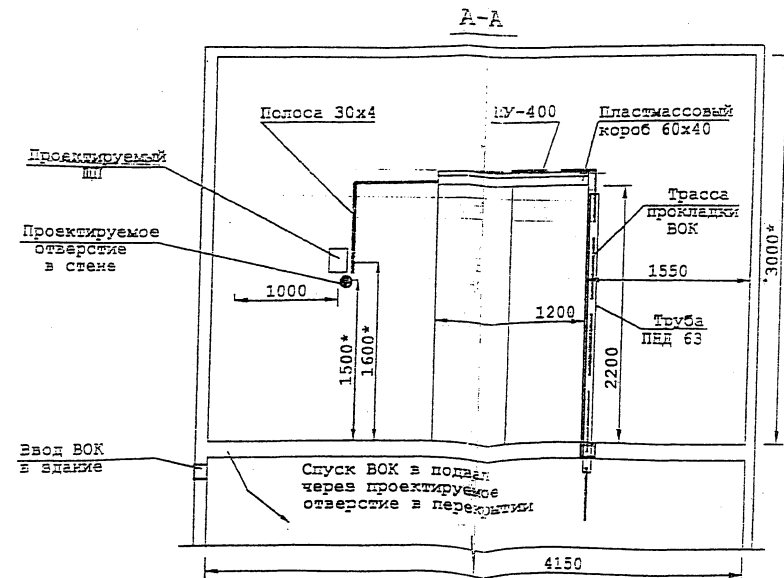 А-А
Полоса 30х4
КУ-400
Пластмассовый
короб 60х40
Проектируемый
Проектируемое
отверстие
в стене
Трасса
прокладки
ВОК
1000
1550
3000*
1200
1500*
1600*
2200
Труба
ПНД 63
Ввод ВОК
в здание
Спуск ВОК в подвал
через проектируемое
отверстие в перекрытии
4150